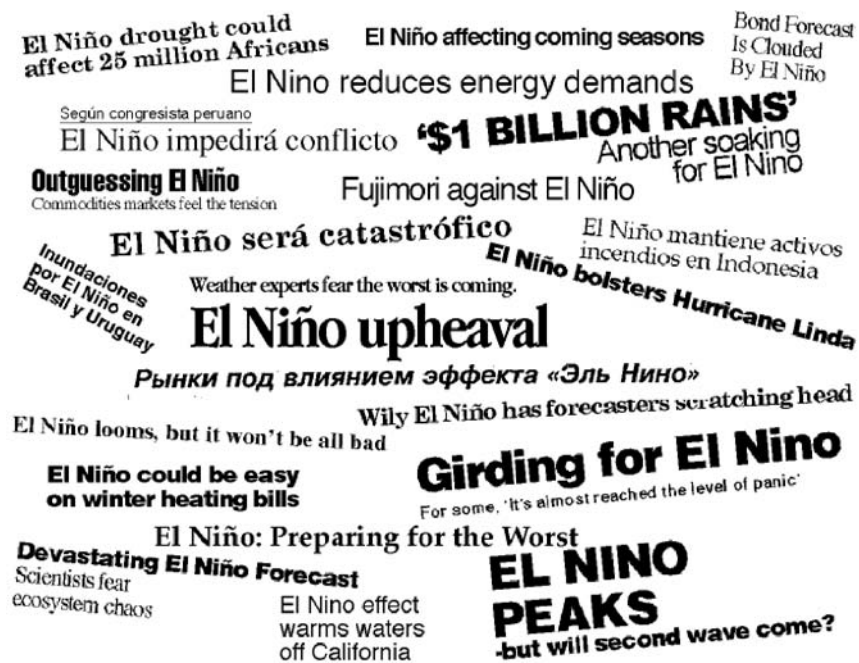 El Niño drought could
affect 25 million Africans
El Niño affecting coming seasons
Bond Forecast
Is Clouded
By El Niño
El Nino reduces energy demands
Según congresista peruano
El Niño impedirá conflicto
‘$1 BILLION RAINS’
Another soaking
for El Nino
Outguessing El Niño
Commodities markets feel the tension
Fujimori against El Niño
El Niño será catastrófico
El Niño mantiene activos
incendios en Indonesia
Inundaciones
por El Niño en
Brasil y Uruguay
El Niño bolsters Hurricane Linda
Weather experts fear the worst is coming.
El Niño upheaval
Рынки под влиянием эффекта «Эль Нино»
Wily El Niño has forecasters scratching head
El Niño looms, but it won't be all bad
El Niño could be easy
on winter heating bills
Girding for El Nino
For some, ‘It's almost reached the level of panic’
El Niño: Preparing for the Worst
Devastating El Niño Forecast
Scientists fear
ecosystem chaos
El Nino effect
warms waters
off California
EL NINO
PEAKS
-but will second wave come?